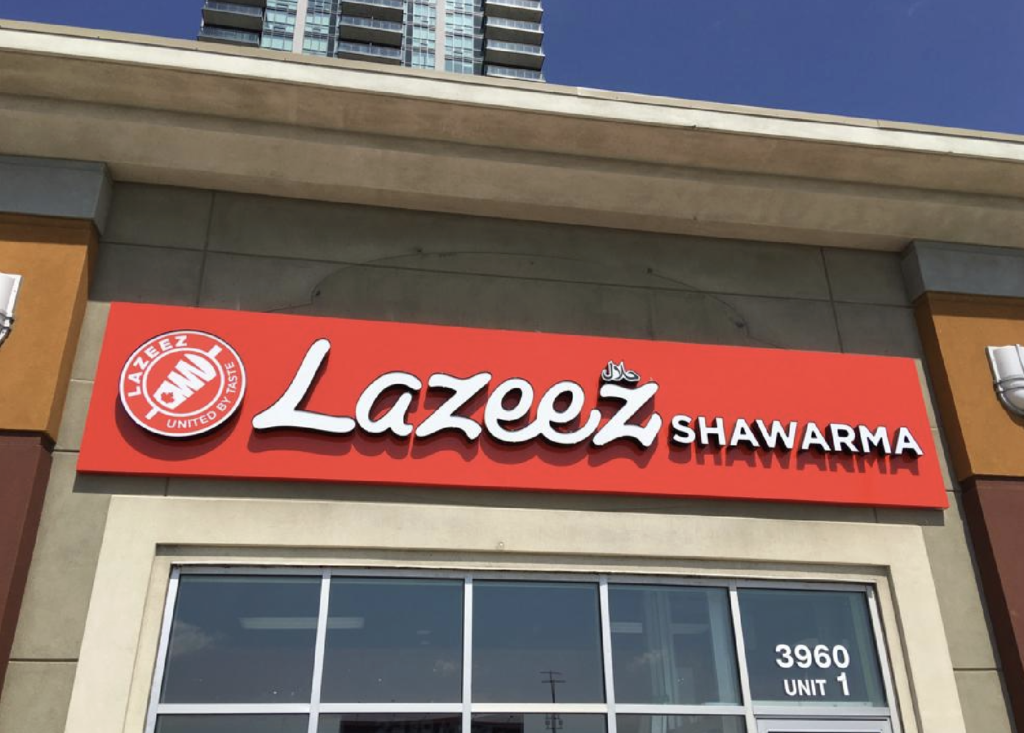 LAZEEZ
UNITED BY TASTE
Lazeez SHAWARMA
حلال
3960
UNIT 1